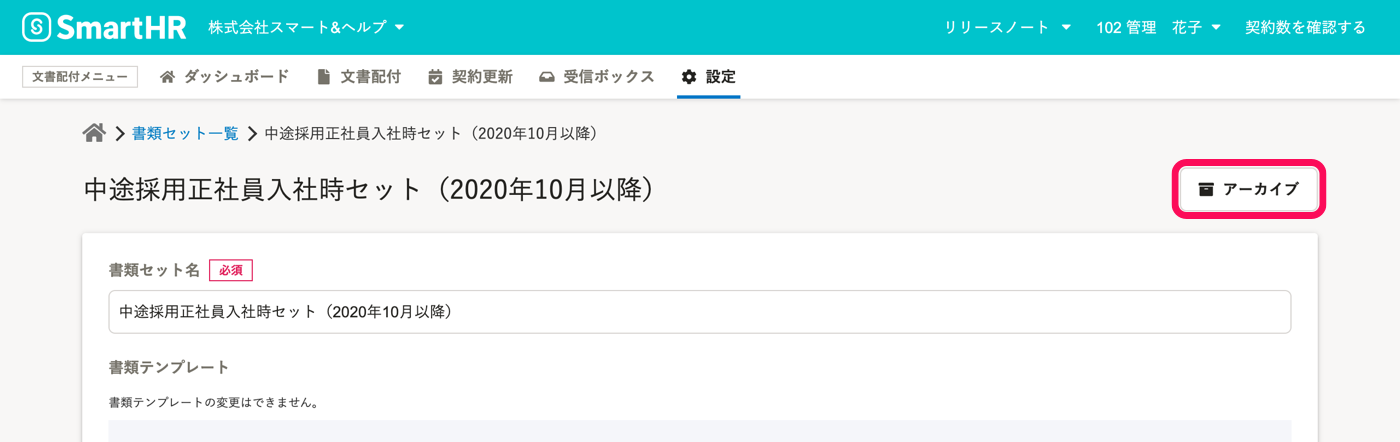 SmartHR 株式会社スマート&ヘルプ リリースノート 102 管理 花子 契約数を確認する
文書配付メニュー ダッシュボード 文書配付 契約更新 受信ボックス 設定
書類セット一覧 中途採用正社員入社時セット（2020年10月以降）
中途採用正社員入社時セット（2020年10月以降） アーカイブ
書類セット名 必須
中途採用正社員入社時セット（2020年10月以降）
書類テンプレート
書類テンプレートの変更はできません。